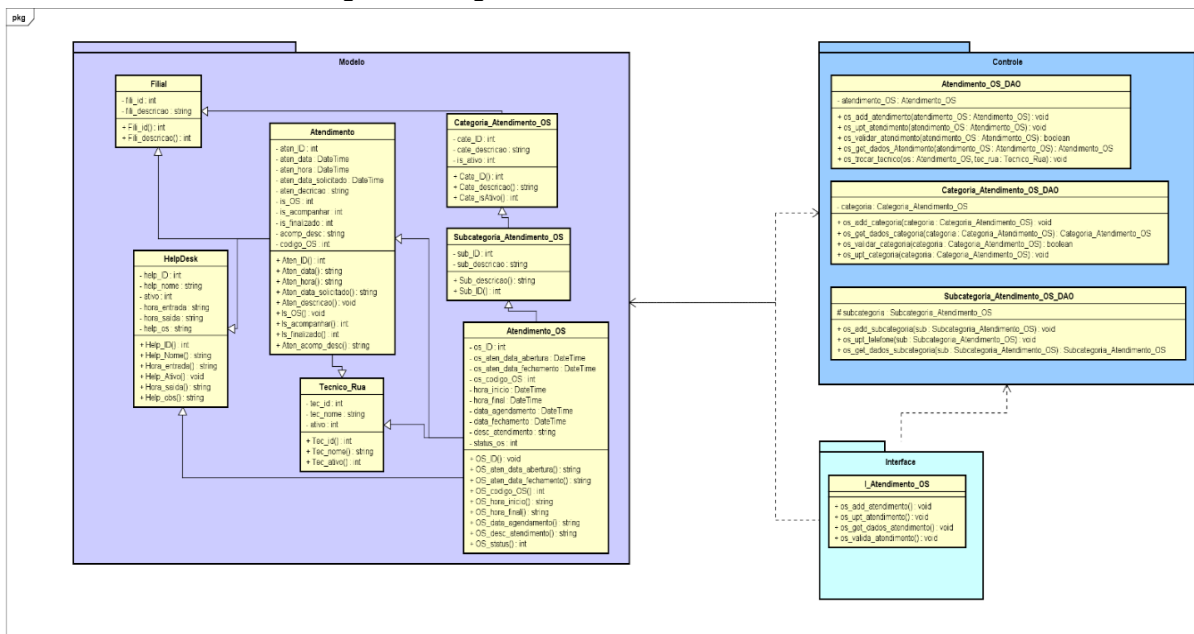 pkg
Modelo
Filial
- fili_id : int
- fili_descricao : string
+ Fili_id() : int
+ Fili_descricao() : int
Atendimento
- aten_ID : int
- aten_data : DateTime
- aten_hora : DateTime
- aten_data_solicitado : DateTime
- aten_decricao : string
- is_OS : int
- is_acompanhar : int
- is_finalizado : int
- acomp_desc : string
- codigo_OS : int
+ Aten_ID() : int
+ Aten_data() : string
+ Aten_hora() : string
+ Aten_data_solicitado() : string
+ Aten_descricao() : void
+ Is_OS() : void
+ Is_acompanhar() : int
+ Is_finalizado() : int
+ Aten_acomp_desc() : string
Categoria_Atendimento_OS
- cate_ID : int
- cate_descricao : string
- is_ativo : int
+ Cate_ID() : int
+ Cate_descricao() : string
+ Cate_isAtivo() : int
Subcategoria_Atendimento_OS
- sub_ID : int
- sub_descricao : string
+ Sub_descricao() : string
+ Sub_ID() : int
HelpDesk
- help_ID : int
- help_nome : string
- ativo : int
- hora_entrada : string
- hora_saida : string
- help_os : string
+ Help_ID() : int
+ Help_Nome() : string
+ Hora_entrada() : string
+ Help_Ativo() : void
+ Hora_saida() : string
+ Help_obs() : string
Tecnico_Rua
- tec_id : int
- tec_nome : string
- ativo : int
+ Tec_id() : int
+ Tec_nome() : string
+ Tec_ativo() : int
Atendimento_OS
- os_ID : int
- os_aten_data_abertura : DateTime
- os_aten_data_fechamento : DateTime
- os_codigo_OS : int
- hora_inicio : DateTime
- hora_final : DateTime
- data_agendamento : DateTime
- data_fechamento : DateTime
- desc_atendimento : string
- status_os : int
+ OS_ID() : void
+ OS_aten_data_abertura() : string
+ OS_aten_data_fechamento() : string
+ OS_codigo_OS() : int
+ OS_hora_inicio() : string
+ OS_hora_final() : string
+ OS_data_agendamento() : string
+ OS_desc_atendimento() : string
+ OS_status() : int
Controle
Atendimento_OS_DAO
- atendimento_OS : Atendimento_OS
+ os_add_atendimento(atendimento_OS : Atendimento_OS) : void
+ os_upt_atendimento(atendimento_OS : Atendimento_OS) : void
+ os_validar_atendimento(atendimento_OS : Atendimento_OS) : boolean
+ os_get_dados_Atendimento(atendimento_OS : Atendimento_OS) : Atendimento_OS
+ os_trocar_tecnico(os : Atendimento_OS, tec_rua : Tecnico_Rua) : void
Categoria_Atendimento_OS_DAO
- categoria : Categoria_Atendimento_OS
+ os_add_categoria(categoria : Categoria_Atendimento_OS) : void
+ os_get_dados_categoria(categoria : Categoria_Atendimento_OS) : Categoria_Atendimento_OS
+ os_validar_categoria(categoria : Categoria_Atendimento_OS) : boolean
+ os_upt_categoria(categoria : Categoria_Atendimento_OS) : void
Subcategoria_Atendimento_OS_DAO
# subcategoria : Subcategoria_Atendimento_OS
+ os_add_subcategoria(sub : Subcategoria_Atendimento_OS) : void
+ os_upt_telefone(sub : Subcategoria_Atendimento_OS) : void
+ os_get_dados_subcategoria(sub : Subcategoria_Atendimento_OS) : Subcategoria_Atendimento_OS
Interface
I_Atendimento_OS
+ os_add_atendimento() : void
+ os_upt_atendimento() : void
+ os_get_dados_atendimento() : void
+ os_valida_atendimento() : void